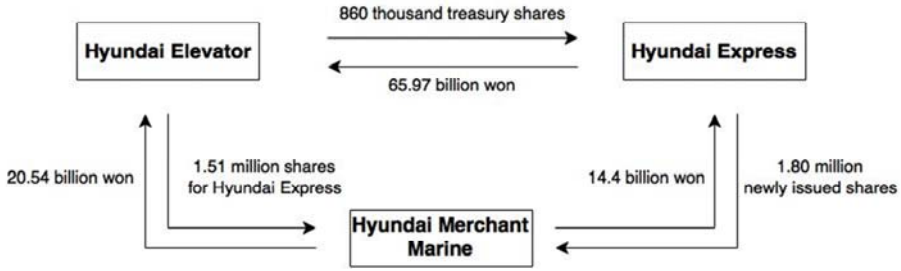 860 thousand treasury shares
Hyundai Elevator
Hyundai Express
65.97 billion won
20.54 billion won
1.51 million shares
for Hyundai Express
14.4 billion won
1.80 million
newly issued shares
Hyundai Merchant
Marine